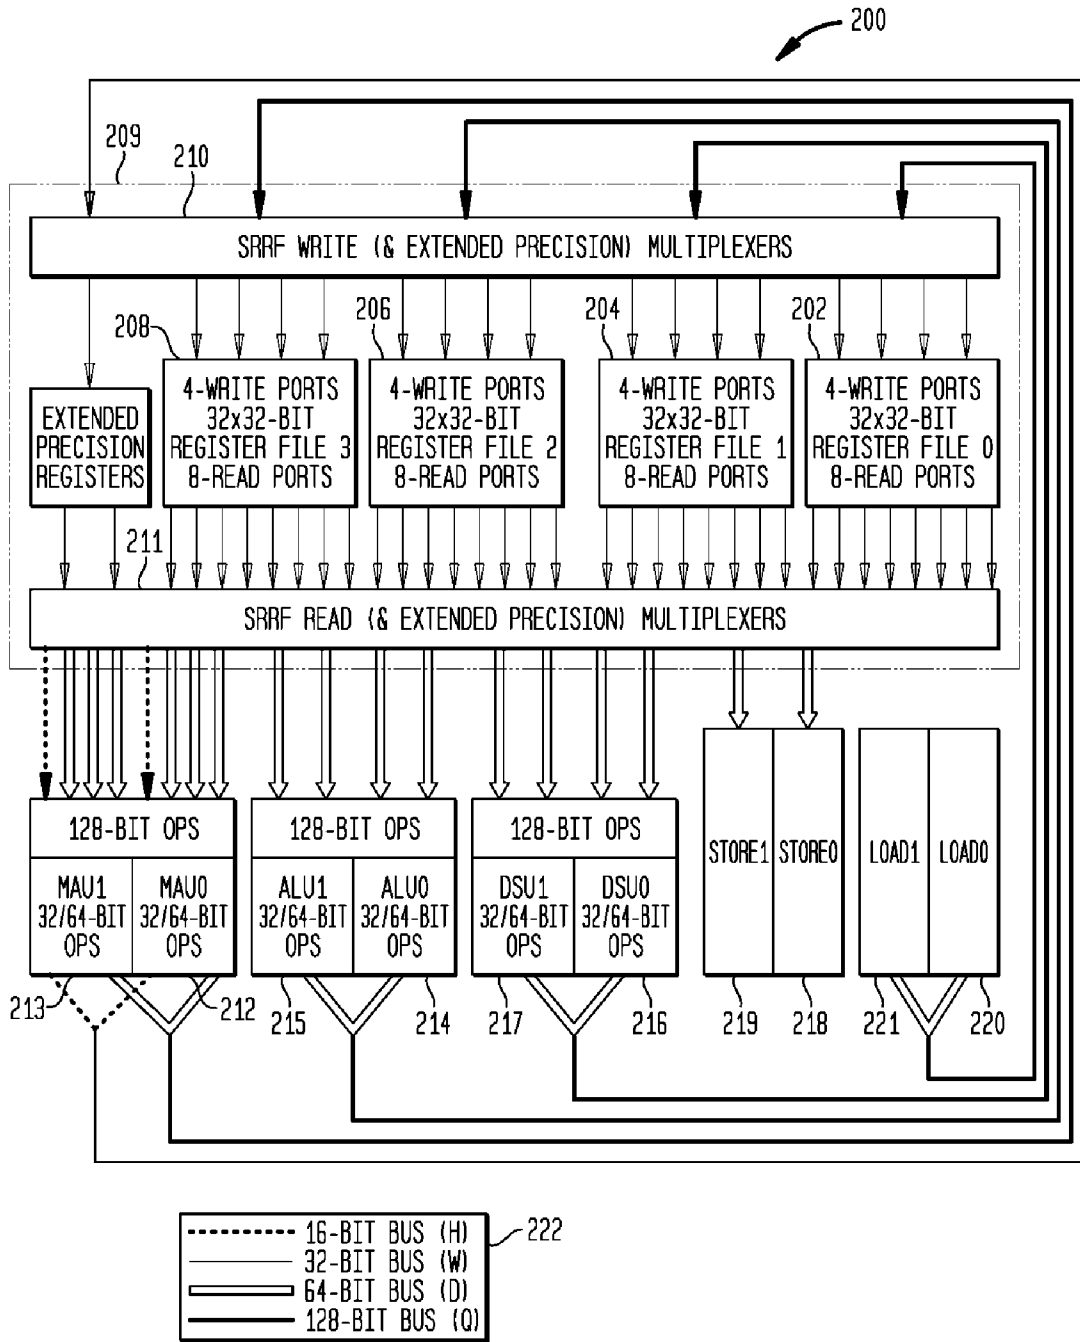 200
209
210
SRRF WRITE (& EXTENDED PRECISION) MULTIPLEXERS
208
206
204
202
EXTENDED
PRECISION
REGISTERS
4-WRITE PORTS
32x32-BIT
REGISTER FILE 3
8-READ PORTS
4-WRITE PORTS
32x32-BIT
REGISTER FILE 2
8-READ PORTS
4-WRITE PORTS
32x32-BIT
REGISTER FILE 1
8-READ PORTS
4-WRITE PORTS
32x32-BIT
REGISTER FILE 0
8-READ PORTS
211
SRRF READ (& EXTENDED PRECISION) MULTIPLEXERS
128-BIT OPS
MAU1
32/64-BIT
OPS
MAU0
32/64-BIT
OPS
128-BIT OPS
ALU1
32/64-BIT
OPS
ALU0
32/64-BIT
OPS
128-BIT OPS
DSU1
32/64-BIT
OPS
DSU0
32/64-BIT
OPS
STORE1
STORE0
LOAD1
LOAD0
213
212
215
214
217
216
219
218
221
220
16-BIT BUS (H)
32-BIT BUS (W)
64-BIT BUS (D)
128-BIT BUS (Q)
222